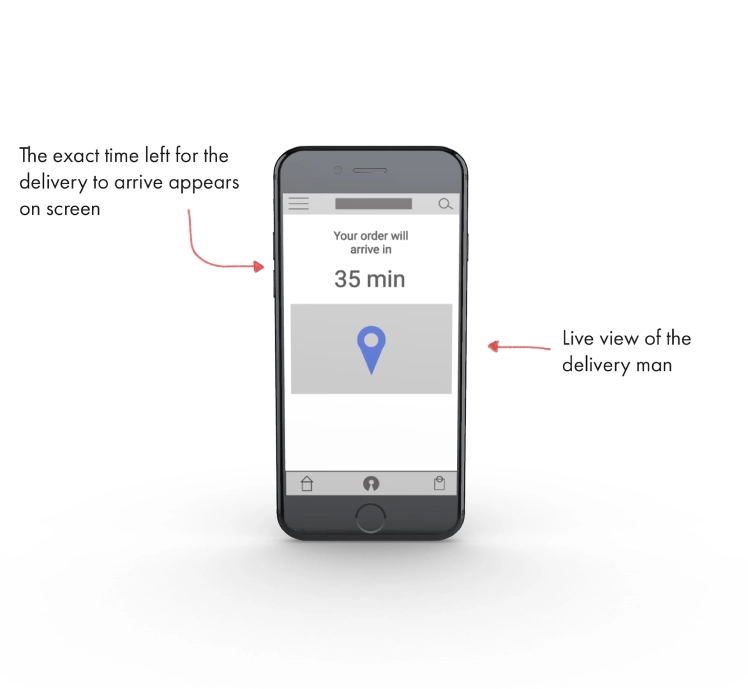 The exact time left for the
delivery to arrive appears
on screen
Your order will
arrive in
35 min
Live view of the
delivery man